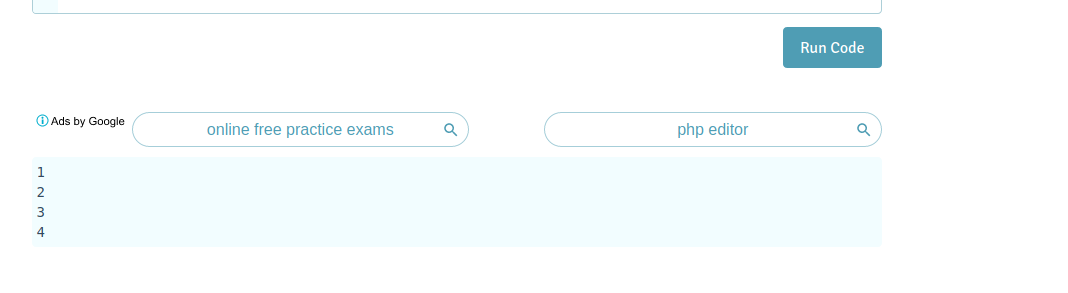 Run Code
Ads by Google
online free practice exams
php editor
1
2
3
4